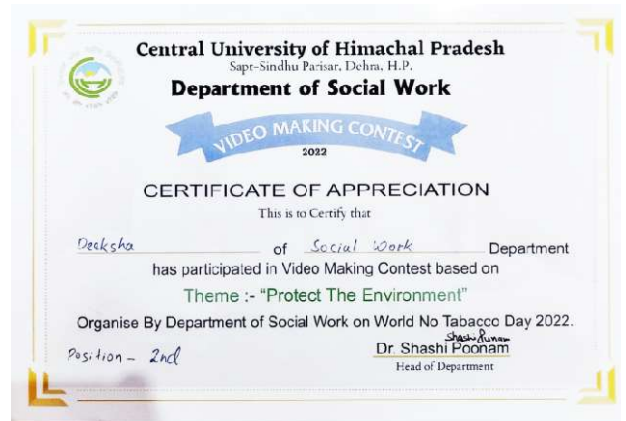 Central University of Himachal Pradesh
Sapt-Sindhu Parisar, Dehra, H.P.
Department of Social Work
VIDEO MAKING CONTEST
2022
CERTIFICATE OF APPRECIATION
This is to Certify that
Deeksha of Social Work Department
has participated in Video Making Contest based on
Theme :- “Protect The Environment”
Organise By Department of Social Work on World No Tabacco Day 2022.
Position - 2nd
Shashi Punam
Dr. Shashi Poonam
Head of Department